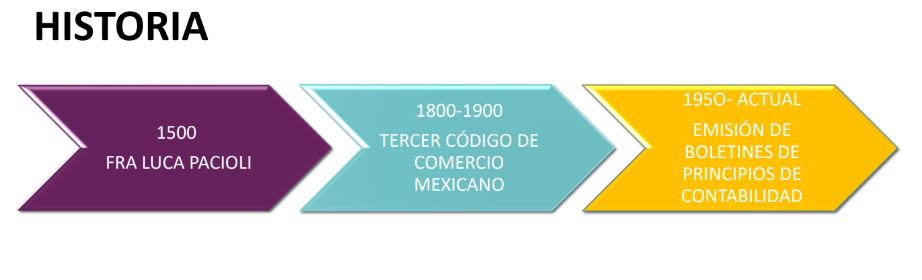 HISTORIA
1500
FRA LUCA PACIOLI
1800-1900
TERCER CÓDIGO DE
COMERCIO
MEXICANO
195O- ACTUAL
EMISIÓN DE
BOLETINES DE
PRINCIPIOS DE
CONTABILIDAD